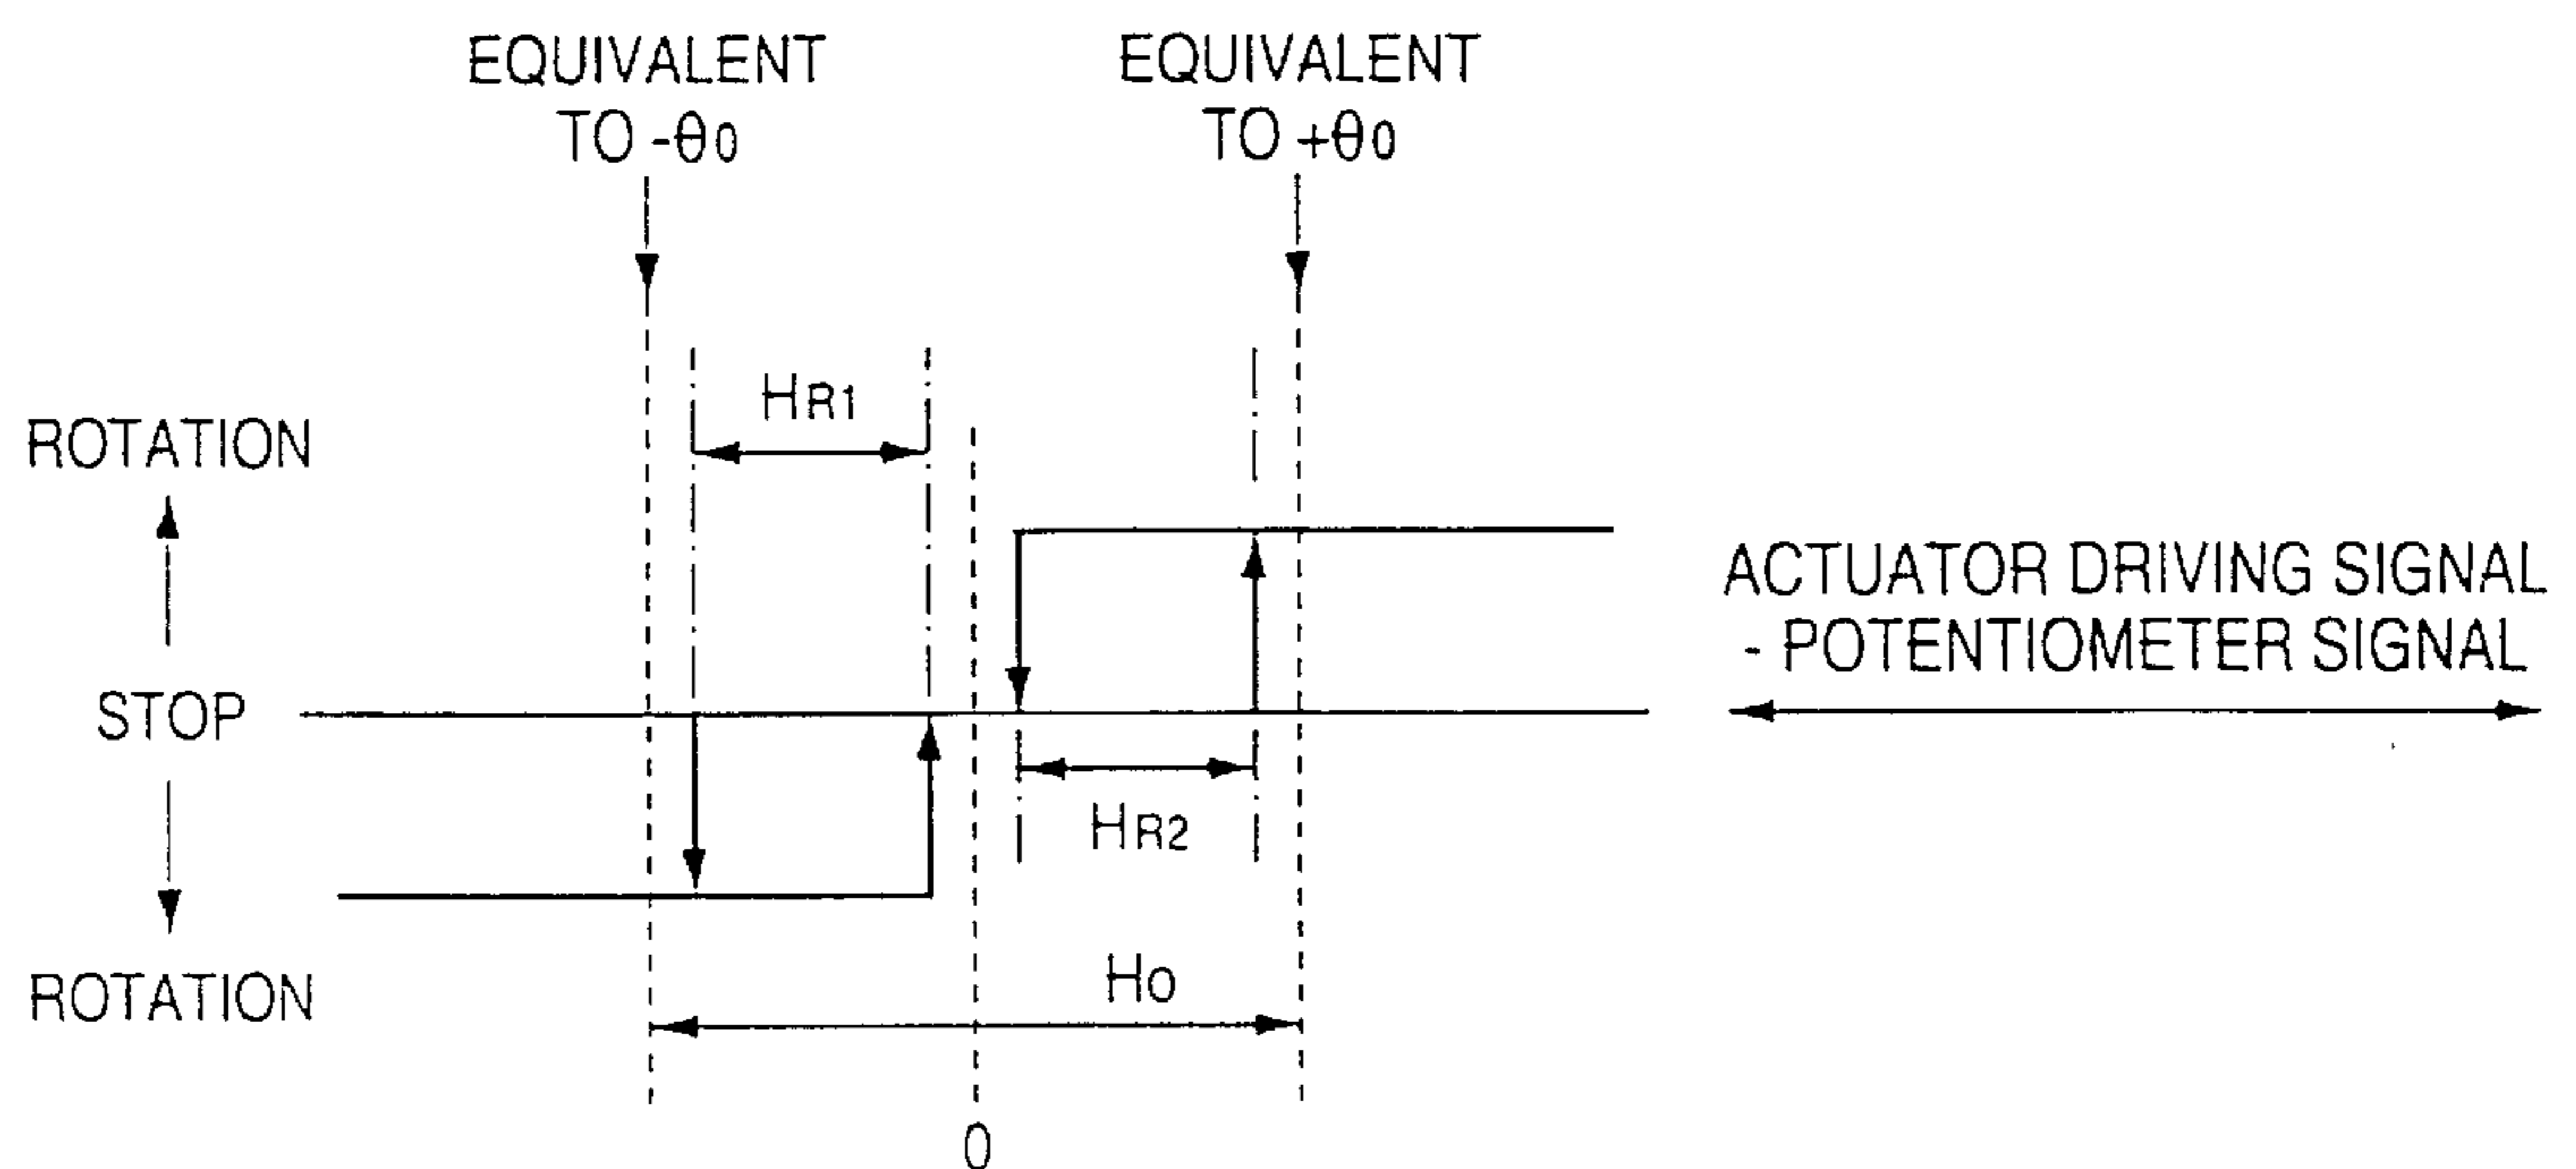 EQUIVALENT
TO -θ0
EQUIVALENT
TO +θ0
HR1
ROTATION
ACTUATOR DRIVING SIGNAL
- POTENTIOMETER SIGNAL
STOP
HR2
H0
ROTATION
0